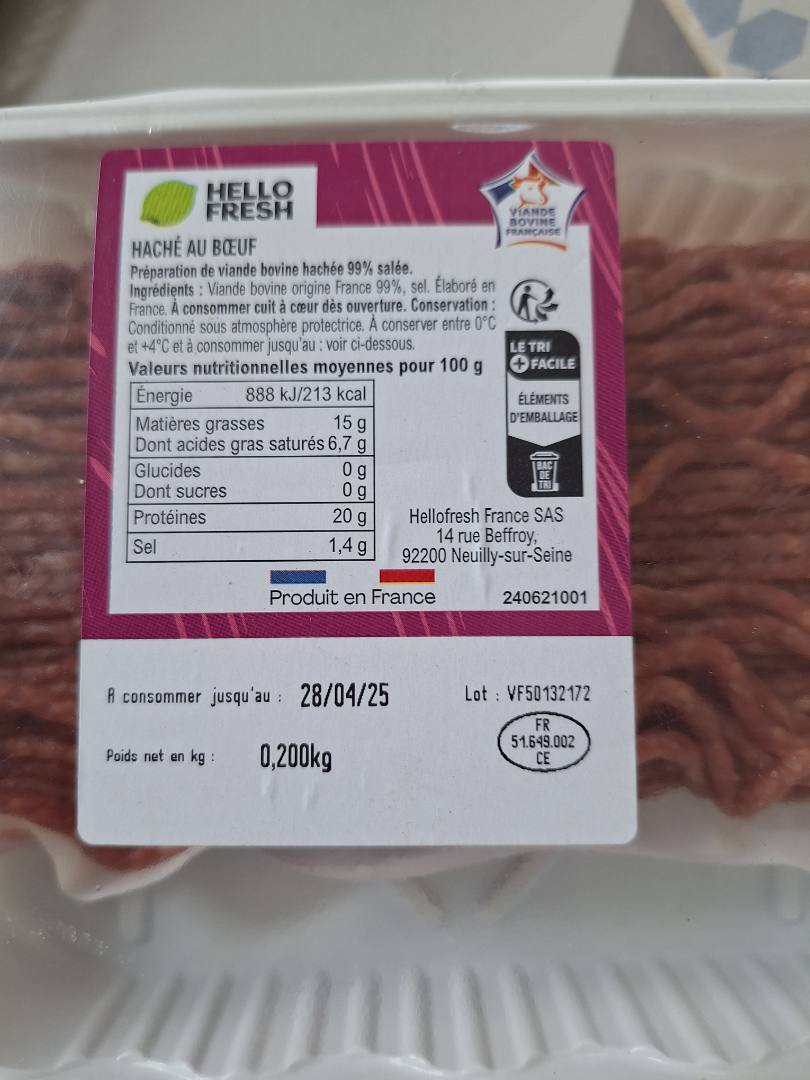 HELLO
FRESH
VIANDE
BOVINE
FRANÇAISE
HACHÉ AU BŒUF
Préparation de viande bovine hachée 99% salée.
Ingrédients : Viande bovine origine France 99%, sel. Élaboré en
France. À consommer cuit à cœur dès ouverture. Conservation :
Conditionné sous atmosphère protectrice. À conserver entre 0°C
et +4°C et à consommer jusqu'au : voir ci-dessous.
Valeurs nutritionnelles moyennes pour 100 g
Énergie 888 kJ/213 kcal
Matières grasses 15 g
Dont acides gras saturés 6,7 g
Glucides 0 g
Dont sucres 0 g
Protéines 20 g
Sel 1,4 g
LE TRI
+ FACILE
ÉLÉMENTS
D'EMBALLAGE
BAC
DE
TRI
Hellofresh France SAS
14 rue Beffroy,
92200 Neuilly-sur-Seine
Produit en France
240621001
A consommer jusqu'au : 28/04/25
Lot : VF50132172
Poids net en kg : 0,200kg
FR
51.649.002
CE